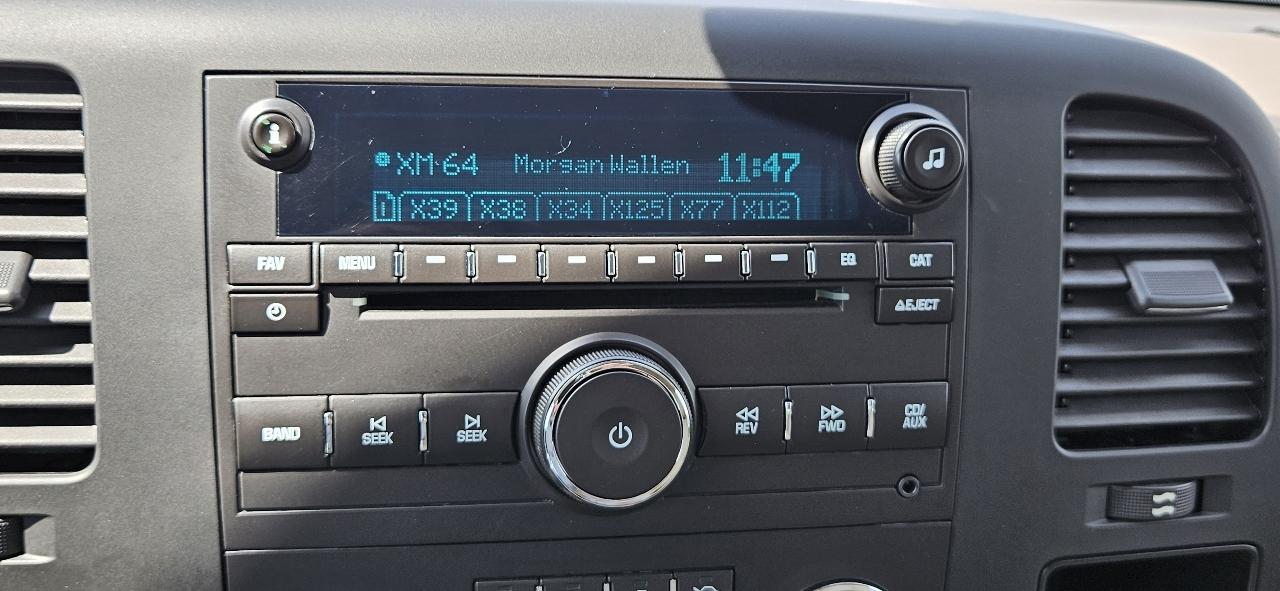 XM-64 Morgan Wallen 11:47
1 X39 X38 X34 X125 X77 X112
FAV MENU EQ CAT
EJECT
BAND SEEK SEEK REV FWD CD/
AUX